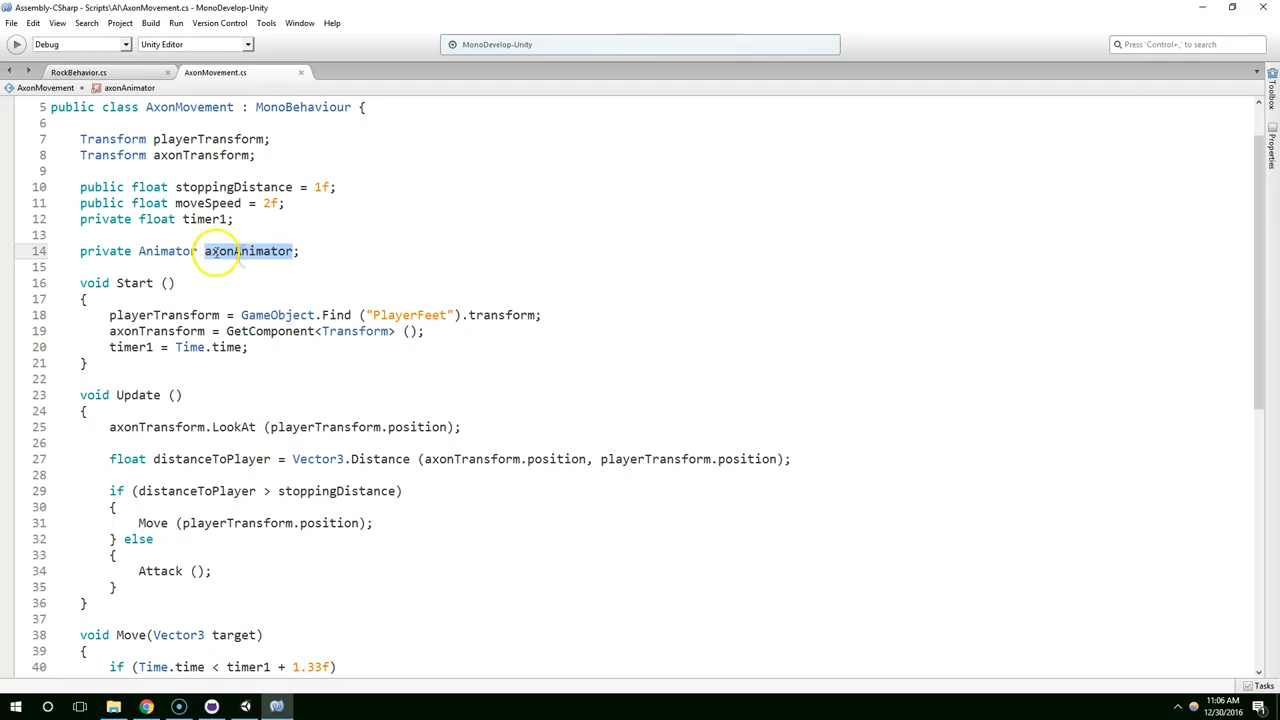 Assembly-CSharp - Scripts\AI\AxonMovement.cs - MonoDevelop-Unity
File Edit View Search Project Build Run Version Control Tools Window Help
Debug Unity Editor MonoDevelop-Unity Press 'Control+,' to search
RockBehavior.cs AxonMovement.cs
AxonMovement axonAnimator
5 public class AxonMovement : MonoBehaviour {
6
7 Transform playerTransform;
8 Transform axonTransform;
9
10 public float stoppingDistance = 1f;
11 public float moveSpeed = 2f;
12 private float timer1;
13
14 private Animator axonAnimator;
15
16 void Start ()
17 {
18 playerTransform = GameObject.Find ("PlayerFeet").transform;
19 axonTransform = GetComponent<Transform> ();
20 timer1 = Time.time;
21 }
22
23 void Update ()
24 {
25 axonTransform.LookAt (playerTransform.position);
26
27 float distanceToPlayer = Vector3.Distance (axonTransform.position, playerTransform.position);
28
29 if (distanceToPlayer > stoppingDistance)
30 {
31 Move (playerTransform.position);
32 } else
33 {
34 Attack ();
35 }
36 }
37
38 void Move(Vector3 target)
39 {
40 if (Time.time < timer1 + 1.33f)
Toolbox
Properties
Tasks
11:06 AM
12/30/2016
1